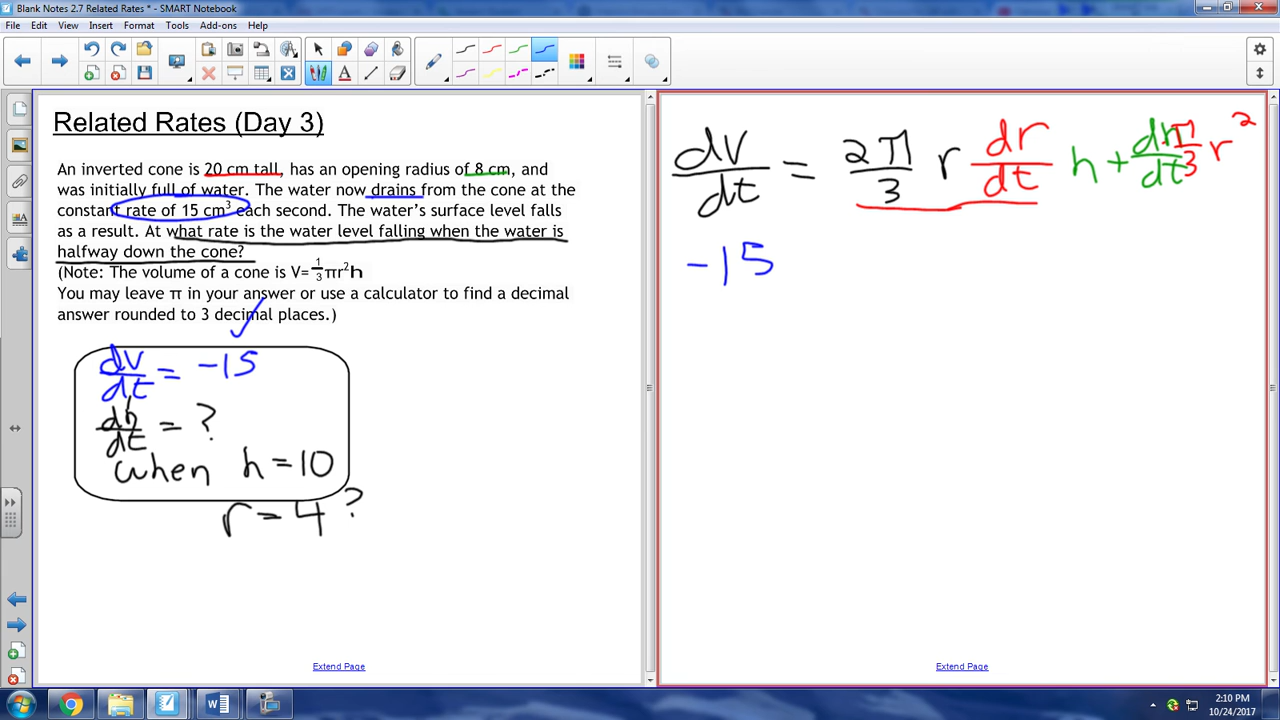 Blank Notes 2.7 Related Rates * - SMART Notebook
File Edit View Insert Format Tools Add-ons Help
Related Rates (Day 3)
An inverted cone is 20 cm tall, has an opening radius of 8 cm, and
was initially full of water. The water now drains from the cone at the
constant rate of 15 cm³ each second. The water's surface level falls
as a result. At what rate is the water level falling when the water is
halfway down the cone?
(Note: The volume of a cone is V=1/3πr²h
You may leave π in your answer or use a calculator to find a decimal
answer rounded to 3 decimal places.)
dv/dt = -15
dh/dt = ?
when h = 10
r = 4 ?
Extend Page
dv/dt = 2π/3 r dr/dt h + dh/dt π/3 r²
-15
Extend Page
2:10 PM
10/24/2017